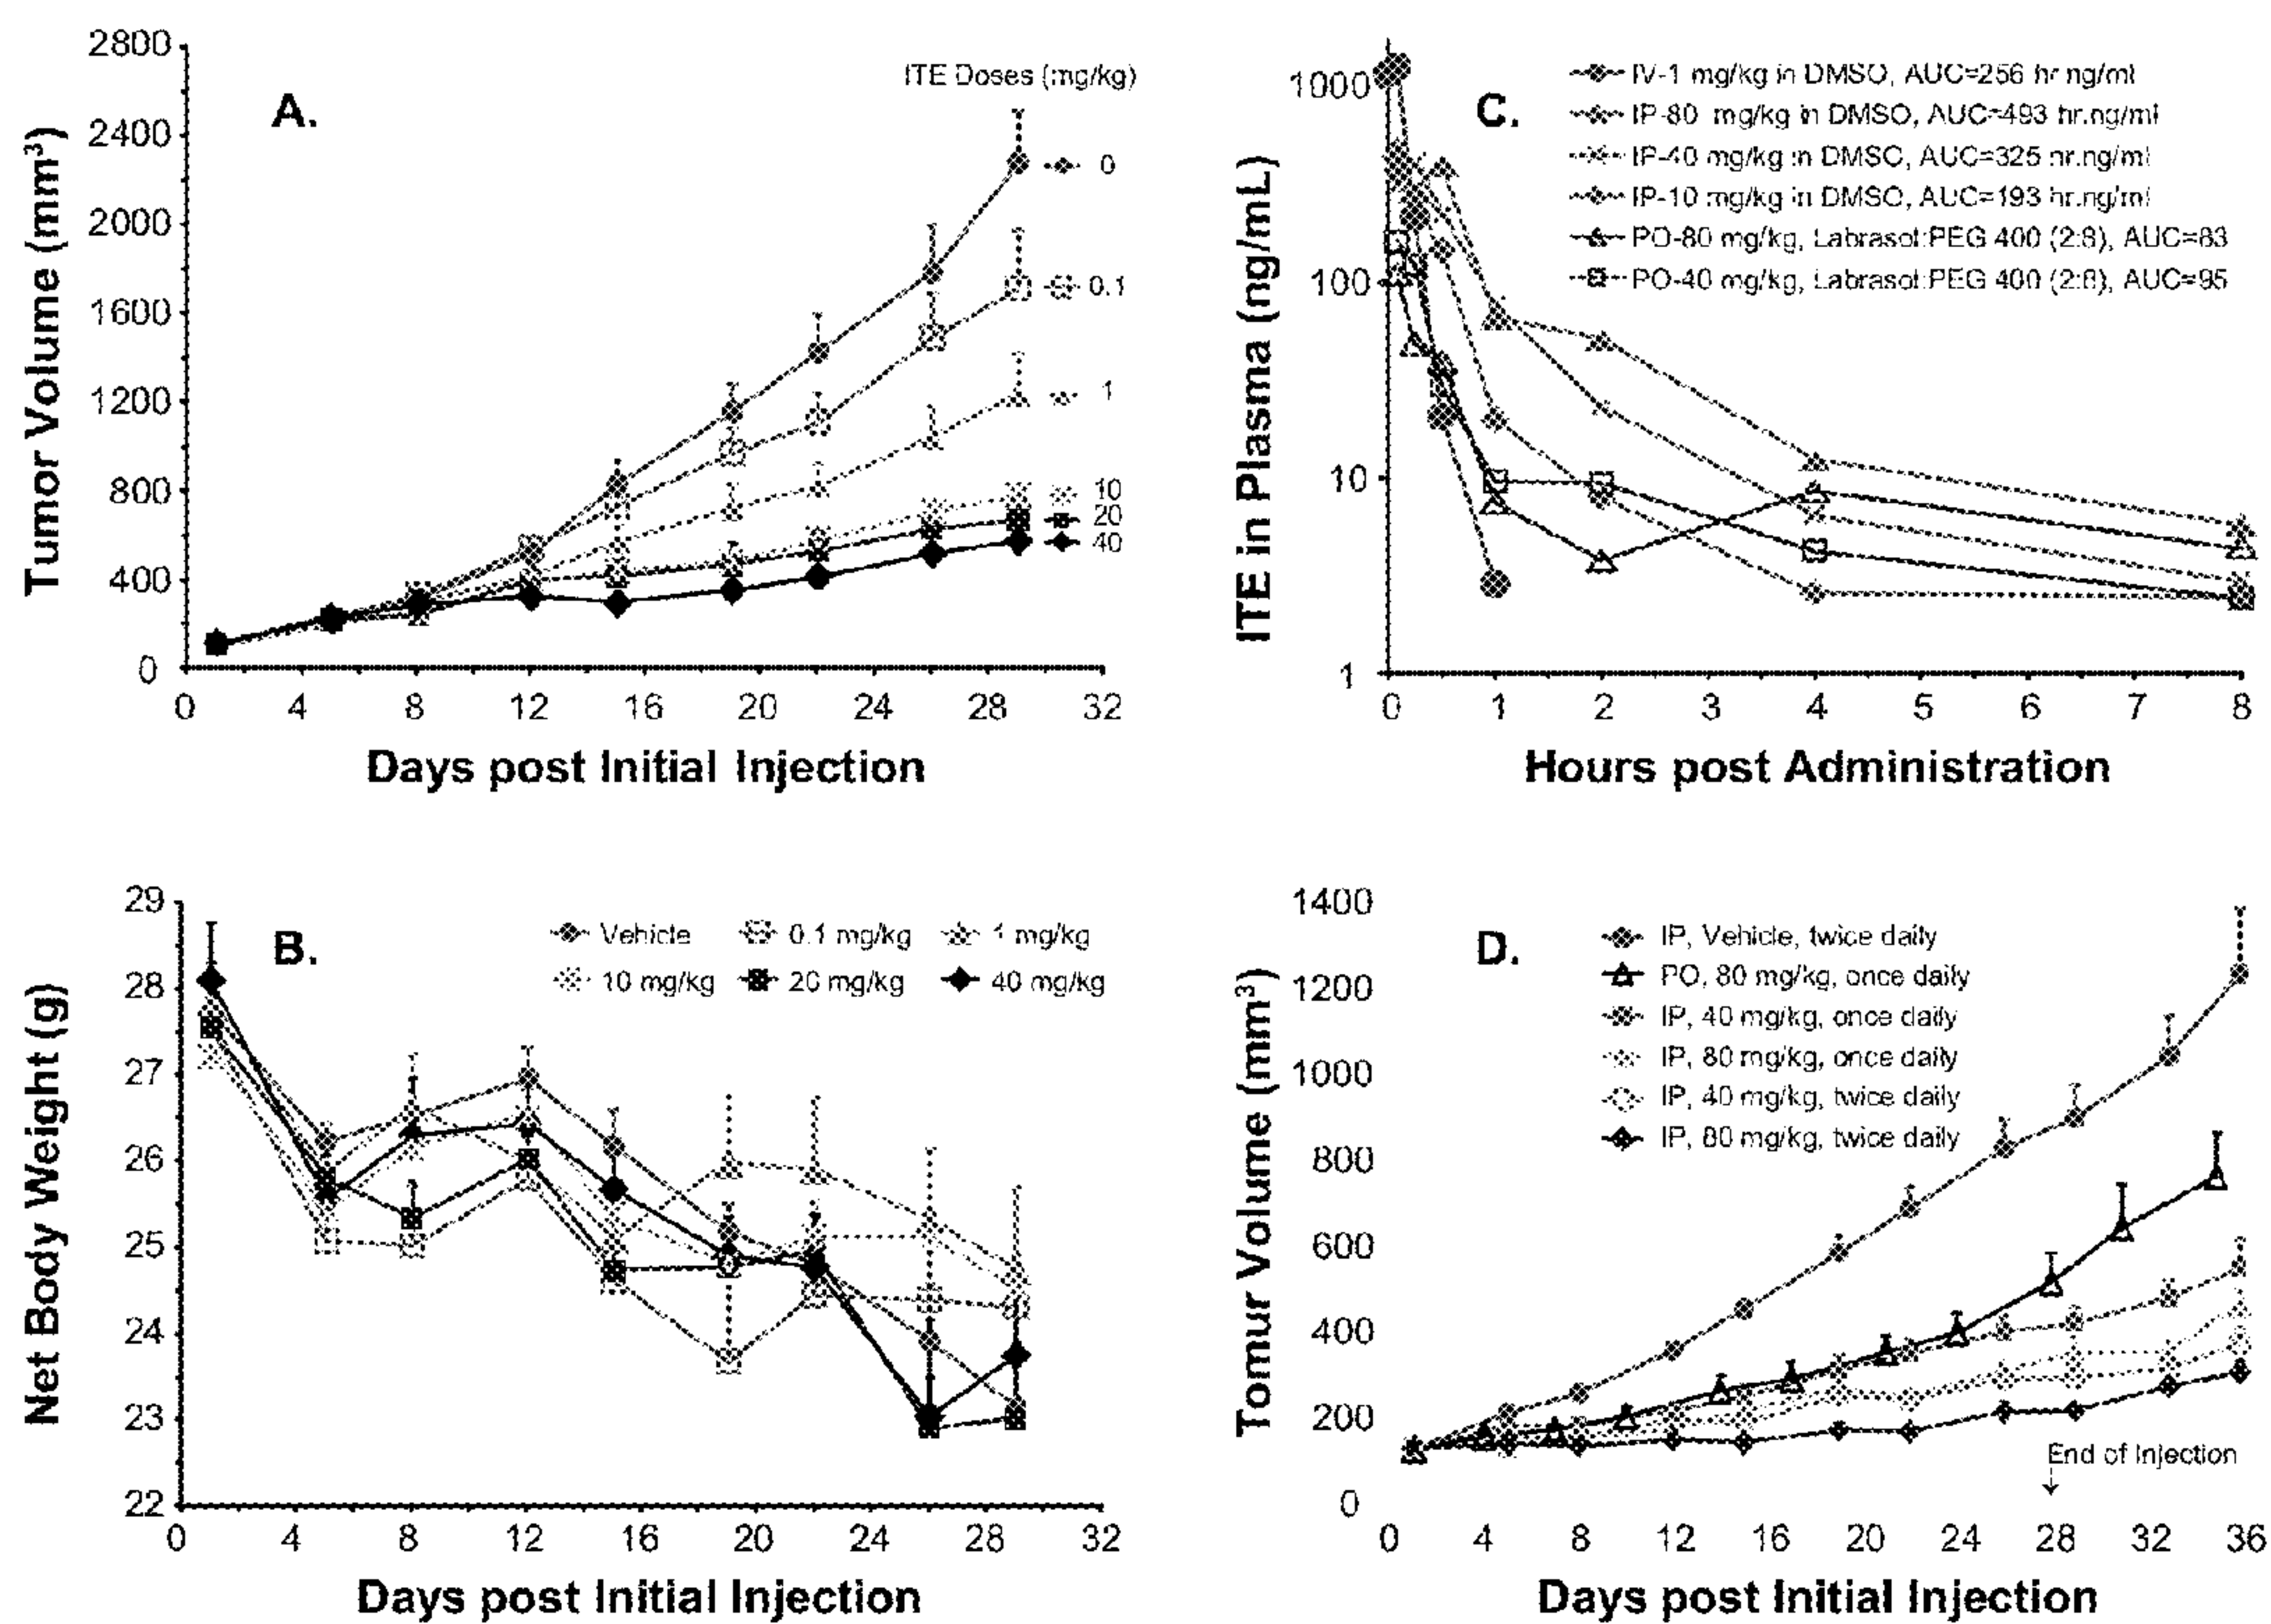 A.
ITE Doses (mg/kg)
2800
2400
2000
1600
1200
800
400
0
Tumor Volume (mm³)
0
0.1
1
10
20
40
0 4 8 12 16 20 24 28 32
Days post Initial Injection
C.
IV-1 mg/kg in DMSO, AUC=256 hr.ng/ml
IP-80 mg/kg in DMSO, AUC=493 hr.ng/ml
IP-40 mg/kg in DMSO, AUC=325 hr.ng/ml
IP-10 mg/kg in DMSO, AUC=193 hr.ng/ml
PO-80 mg/kg, Labrasol:PEG 400 (2:8), AUC=83
PO-40 mg/kg, Labrasol:PEG 400 (2:8), AUC=95
1000
100
10
1
ITE in Plasma (ng/mL)
0 1 2 3 4 5 6 7 8
Hours post Administration
B.
Vehicle 0.1 mg/kg 1 mg/kg
10 mg/kg 20 mg/kg 40 mg/kg
29
28
27
26
25
24
23
22
Net Body Weight (g)
0 4 8 12 16 20 24 28 32
Days post Initial Injection
D.
IP, Vehicle, twice daily
PO, 80 mg/kg, once daily
IP, 40 mg/kg, once daily
IP, 80 mg/kg, once daily
IP, 40 mg/kg, twice daily
IP, 80 mg/kg, twice daily
1400
1200
1000
800
600
400
200
0
Tomur Volume (mm³)
End of Injection
0 4 8 12 16 20 24 28 32 36
Days post Initial Injection